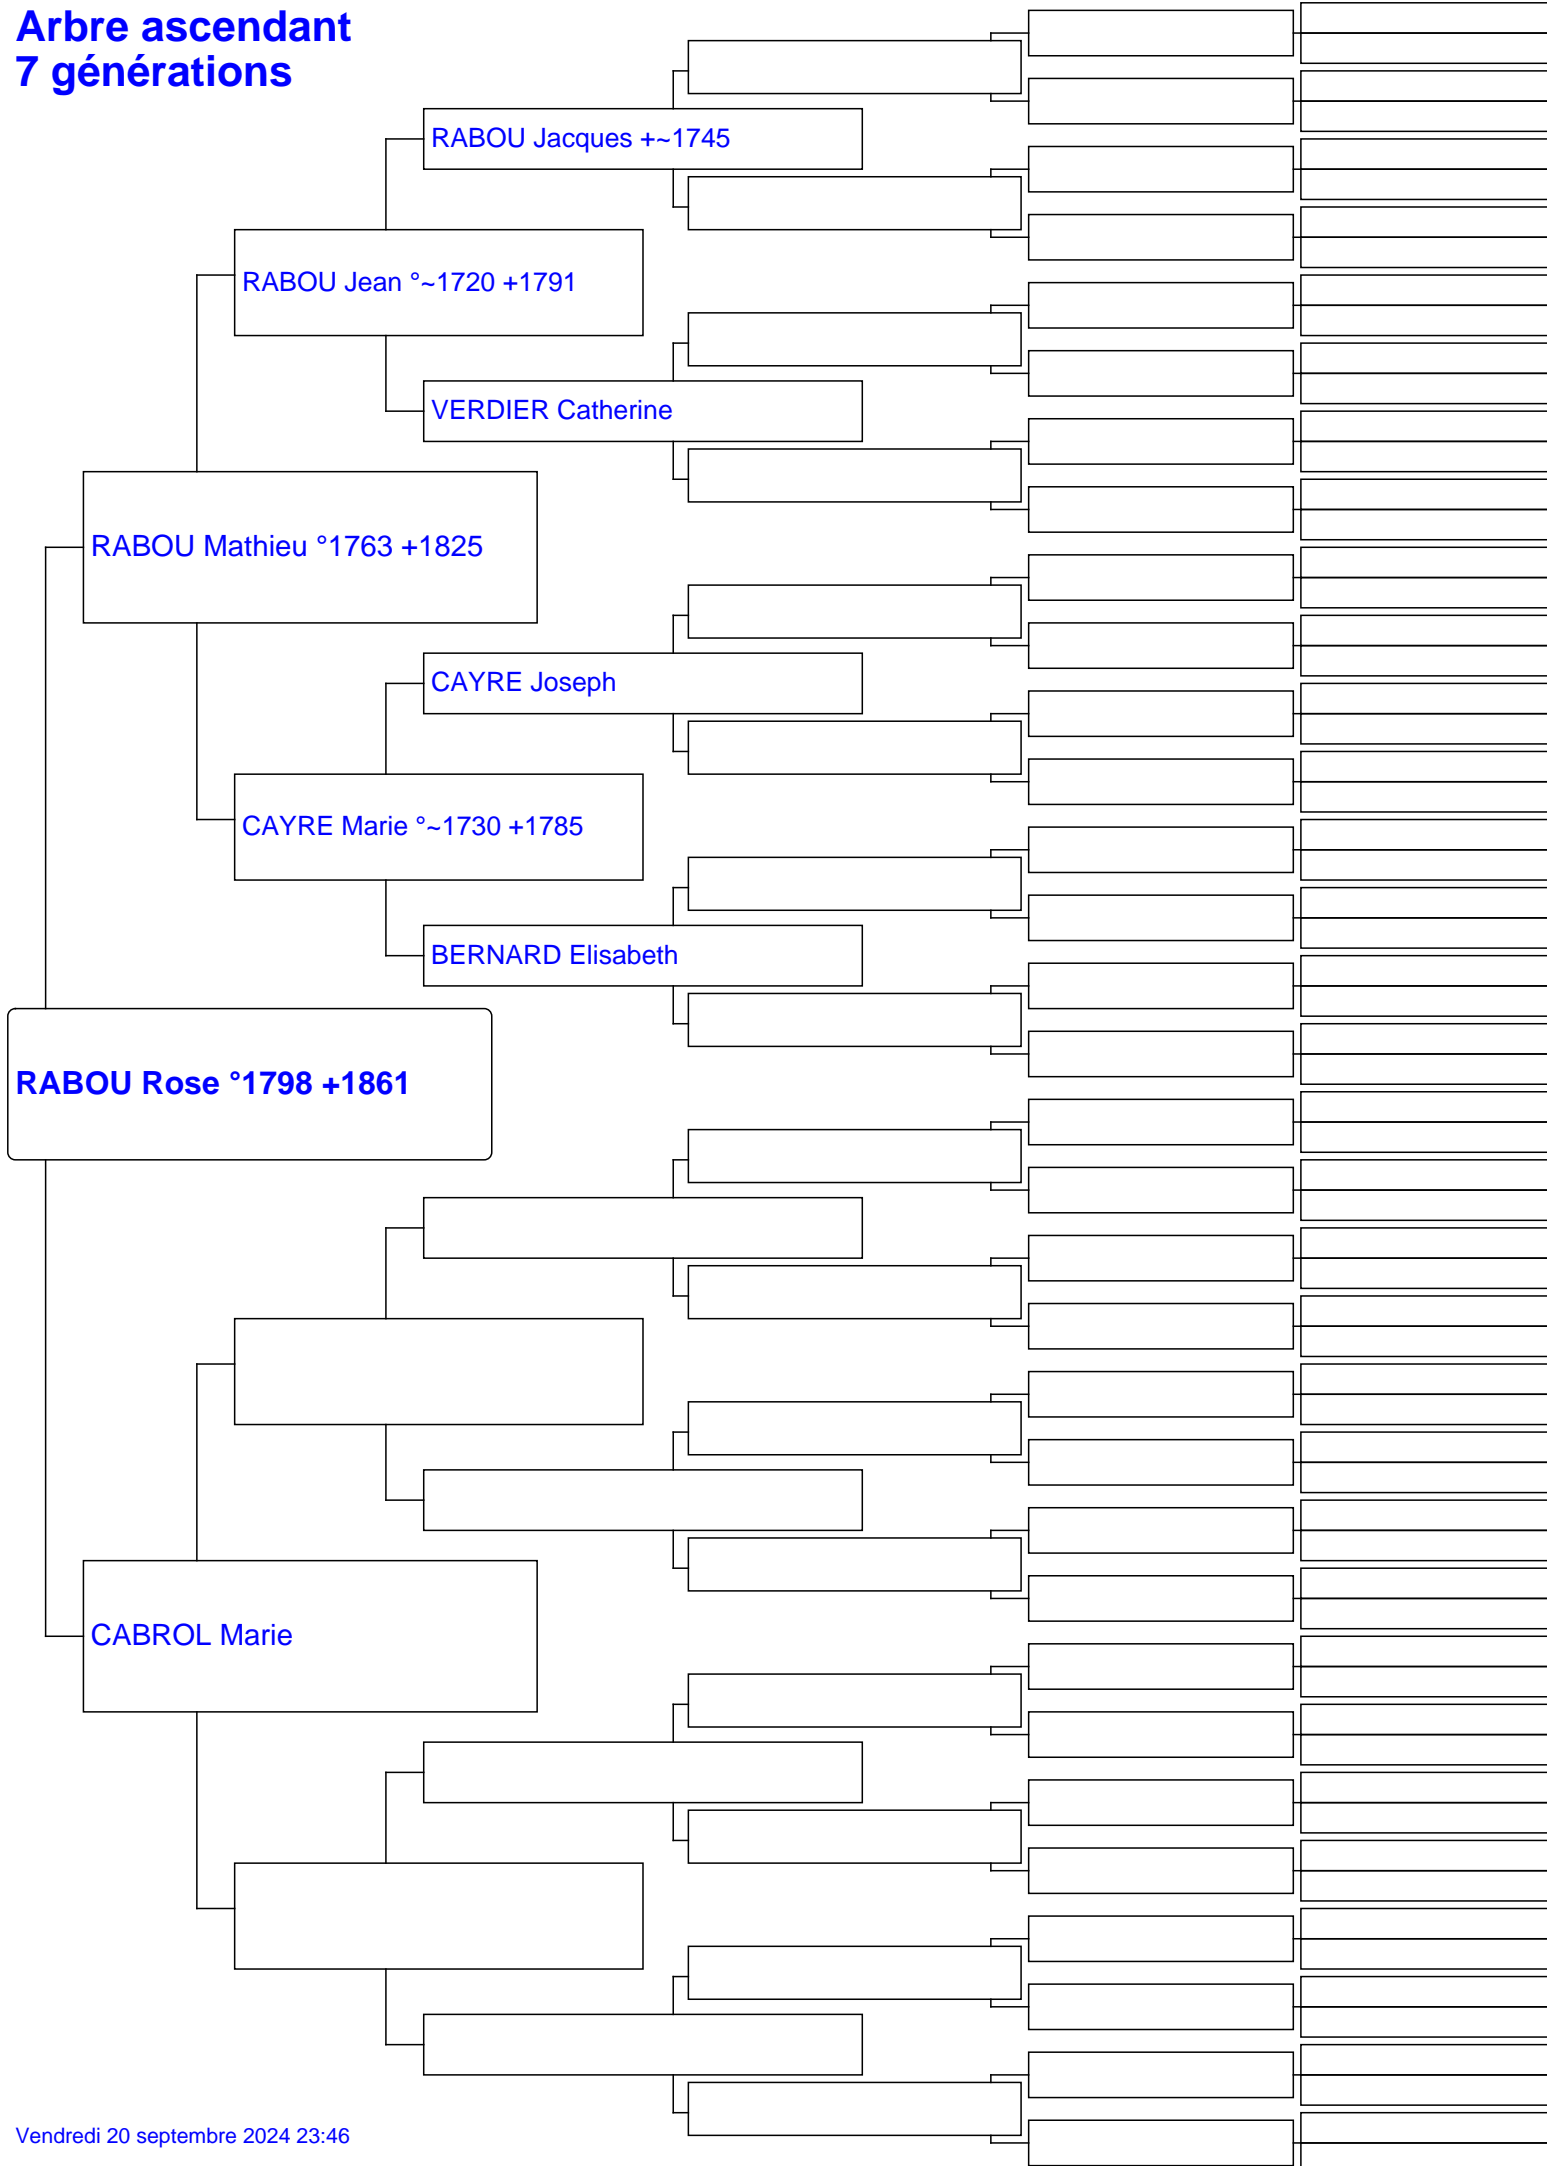 Arbre ascendant
7 générations
RABOU Jacques +~1745
RABOU Jean °~1720 +1791
VERDIER Catherine
RABOU Mathieu °1763 +1825
CAYRE Joseph
CAYRE Marie °~1730 +1785
BERNARD Elisabeth
RABOU Rose °1798 +1861
CABROL Marie
Vendredi 20 septembre 2024 23:46